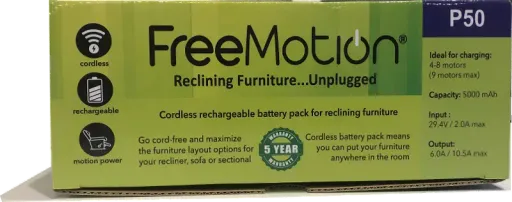 cordless
rechargeable
motion power
FreeMotion®
Reclining Furniture...Unplugged
Cordless rechargeable battery pack for reclining furniture
Go cord-free and maximize
the furniture layout options for
your recliner, sofa or sectional
WARRANTY
5 YEAR
WARRANTY
Cordless battery pack means
you can put your furniture
anywhere in the room
P50
Ideal for charging:
4-8 motors
(9 motors max)
Capacity: 5000 mAh
Input :
29.4V / 2.0A max
Output:
6.0A / 10.5A max